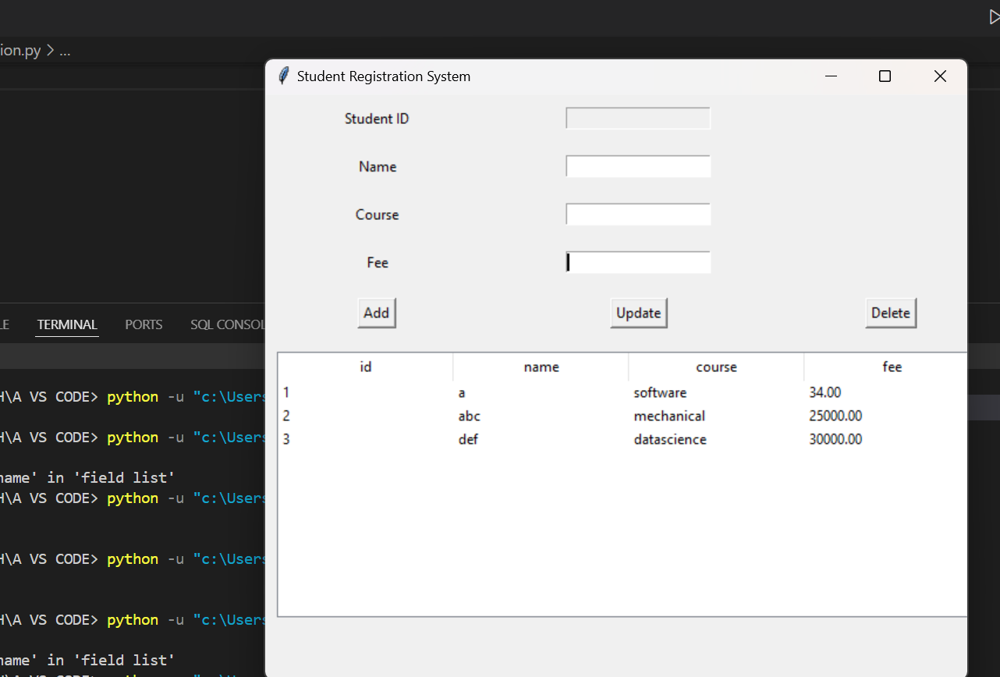 ion.py > ...
Student Registration System
Student ID
Name
Course
Fee
Add Update Delete
id name course fee
1 a software 34.00
2 abc mechanical 25000.00
3 def datascience 30000.00
LE TERMINAL PORTS SQL CONSOL
H\A VS CODE> python -u "c:\Users
H\A VS CODE> python -u "c:\Users
name' in 'field list'
H\A VS CODE> python -u "c:\Users
H\A VS CODE> python -u "c:\Users
H\A VS CODE> python -u "c:\Users
name' in 'field list'